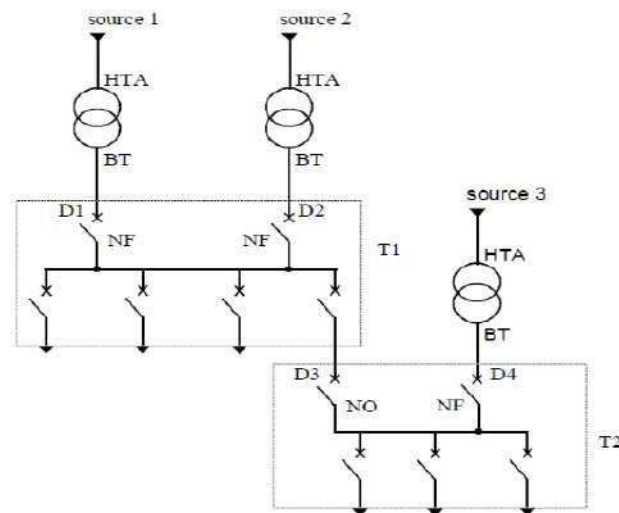 source 1 source 2
HTA HTA
BT BT
source 3
D1 D2
NF NF
T1
HTA
BT
D3 D4
NO NF
T2